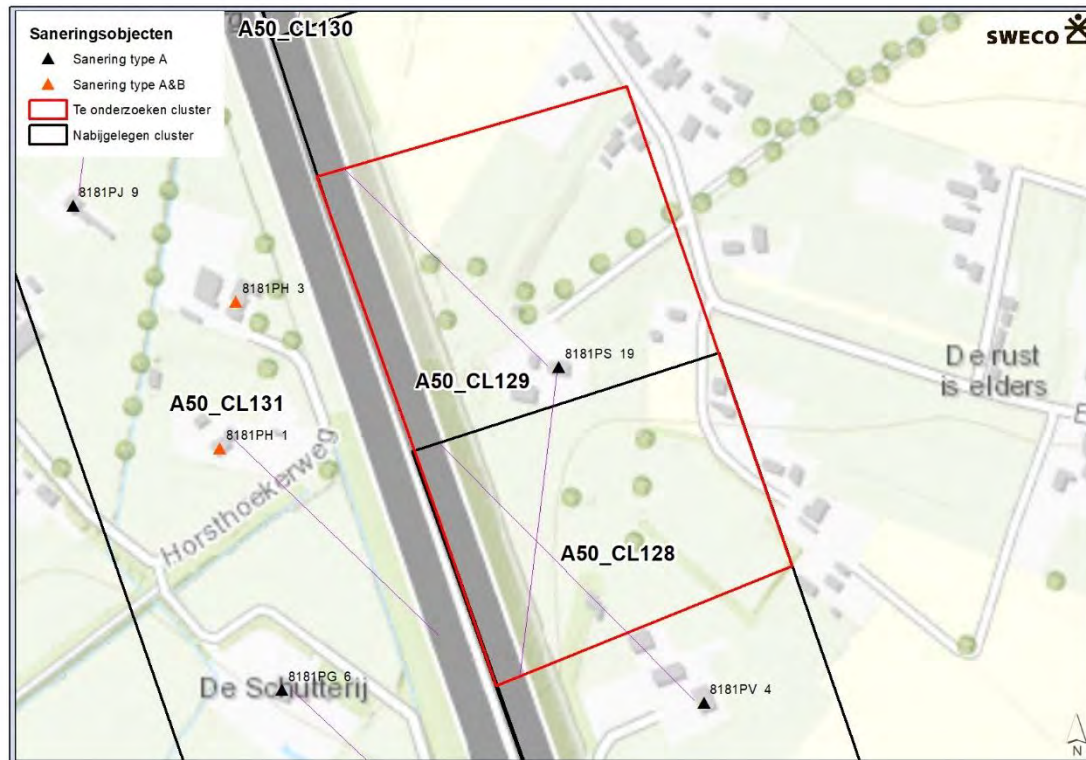 A50_CL130
Saneringsobjecten
Sanering type A
Sanering type A&B
Te onderzoeken cluster
Nabijgelegen cluster
SWECO
8181PJ 9
8181PH 3
8181PS 19
A50_CL129
De rust
is elders
E
A50_CL131
8181PH 1
Horsthoekerweg
A50_CL128
8181PG 6
De Schutterij
8181PV 4
N